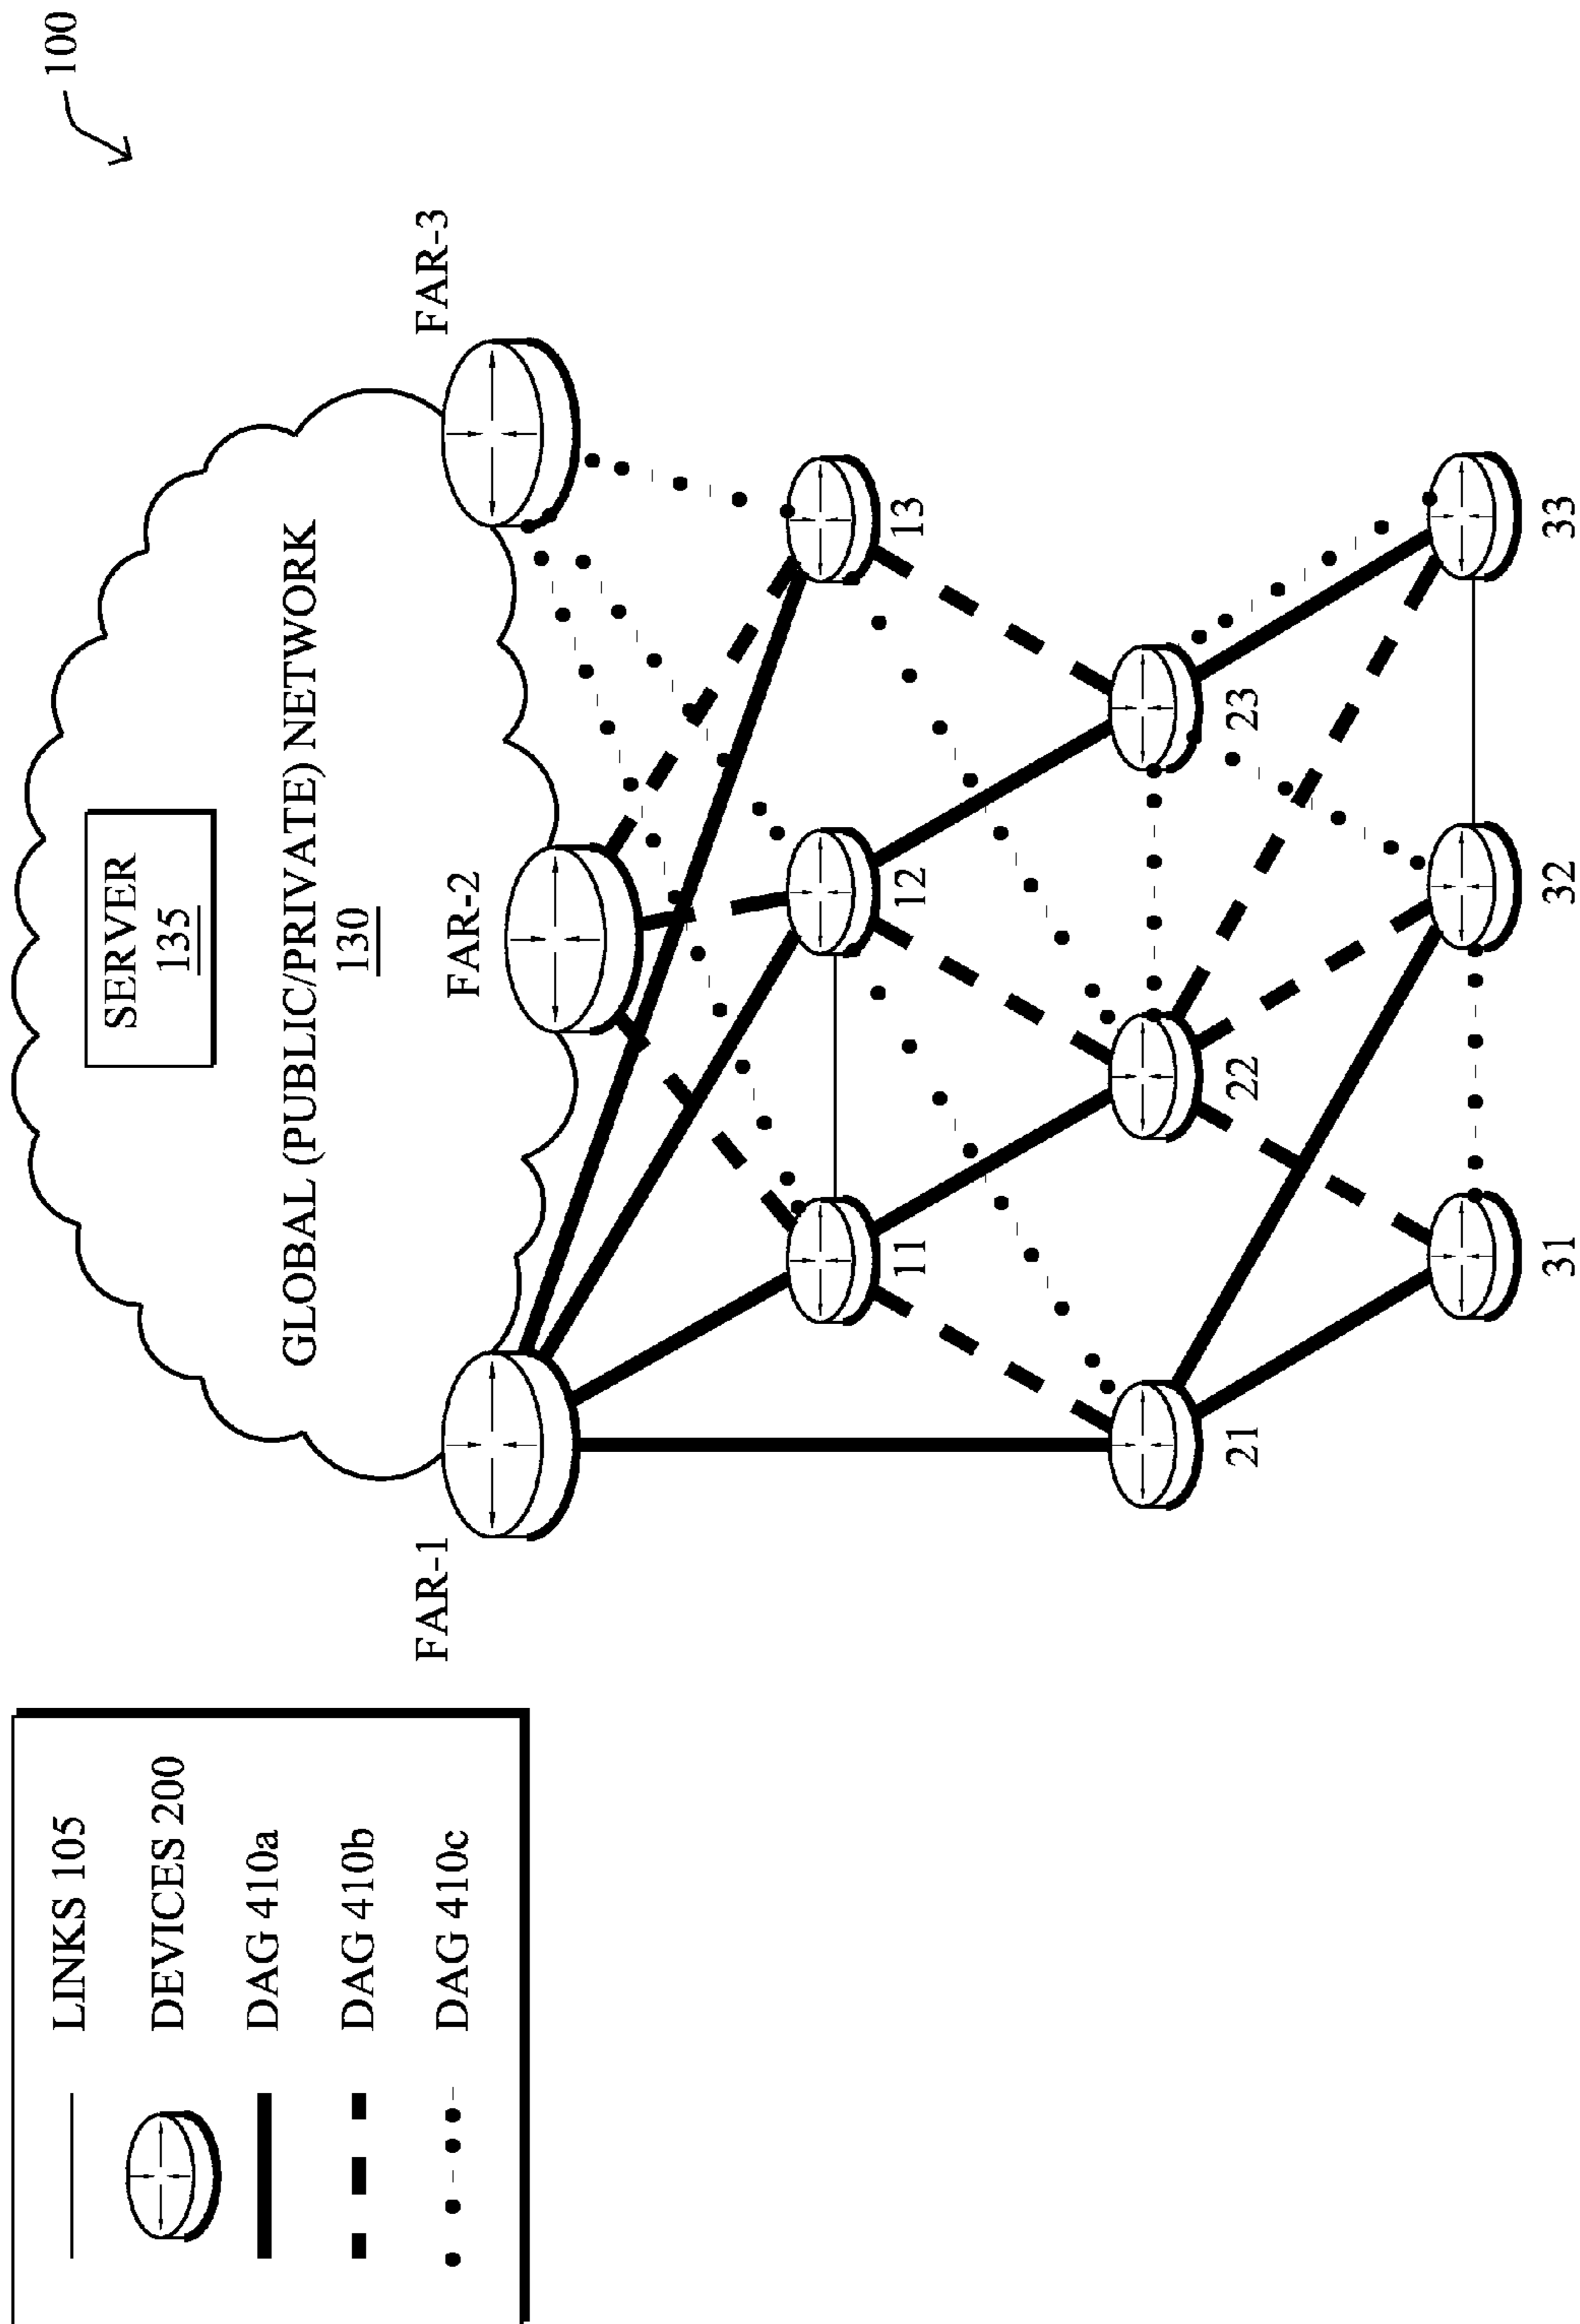 LINKS 105
DEVICES 200
DAG 410a
DAG 410b
DAG 410c
100
SERVER
135
GLOBAL (PUBLIC/PRIVATE) NETWORK
130
FAR-1
FAR-2
FAR-3
11
12
13
21
22
23
31
32
33